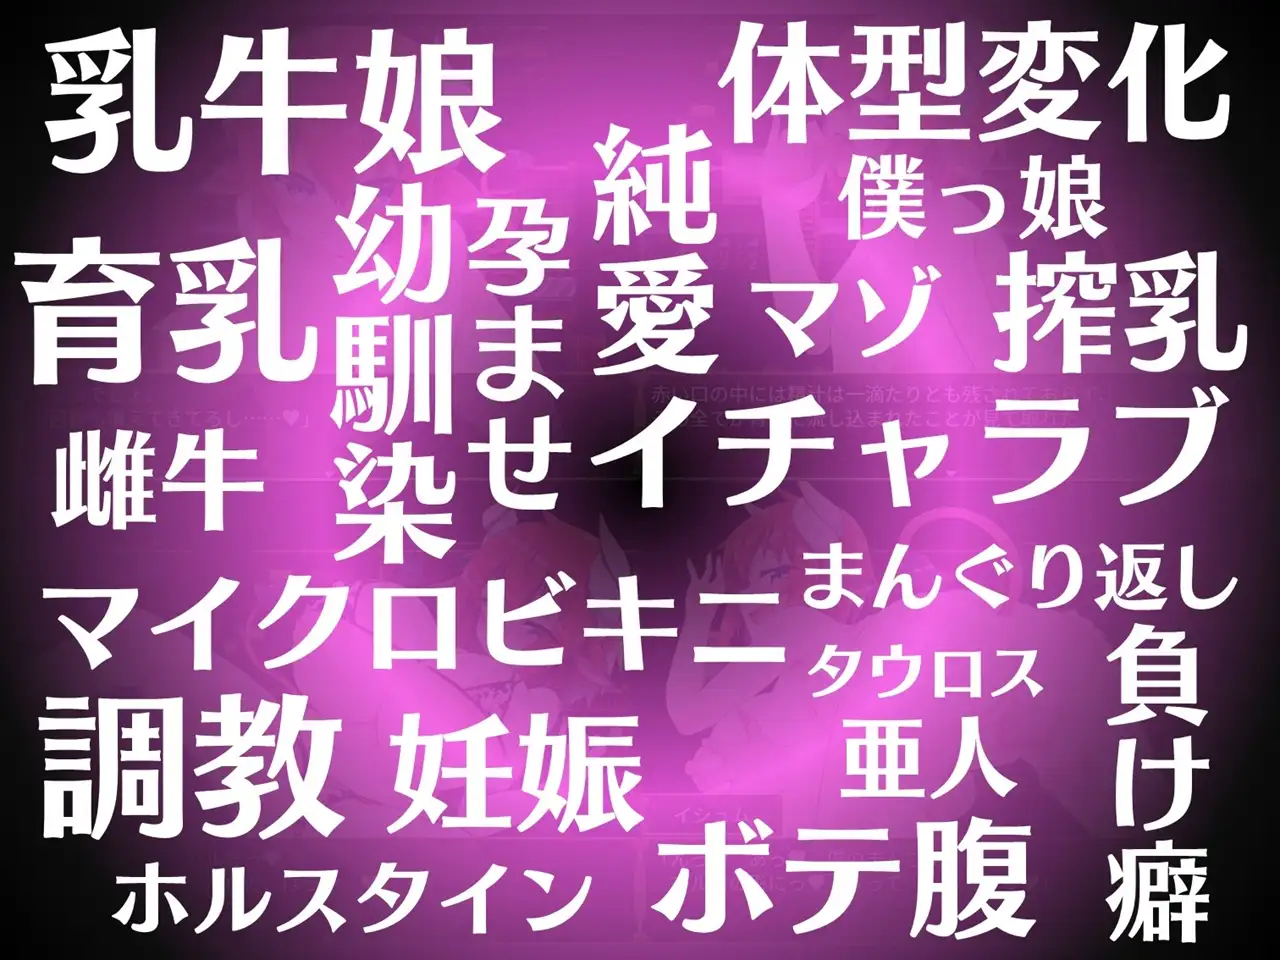 乳牛娘
体型変化
純愛
僕っ娘
育乳
幼馴染
孕ませ
マゾ
搾乳
イチャラブ
雌牛
まんぐり返し
マイクロビキニ
タウロス
負け癖
調教
妊娠
亜人
ホルスタイン
ボテ腹